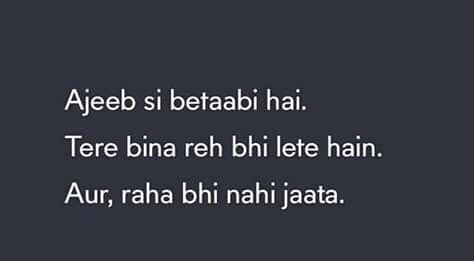 Ajeeb si betaabi hai.
Tere bina reh bhi lete hain.
Aur, raha bhi nahi jaata.